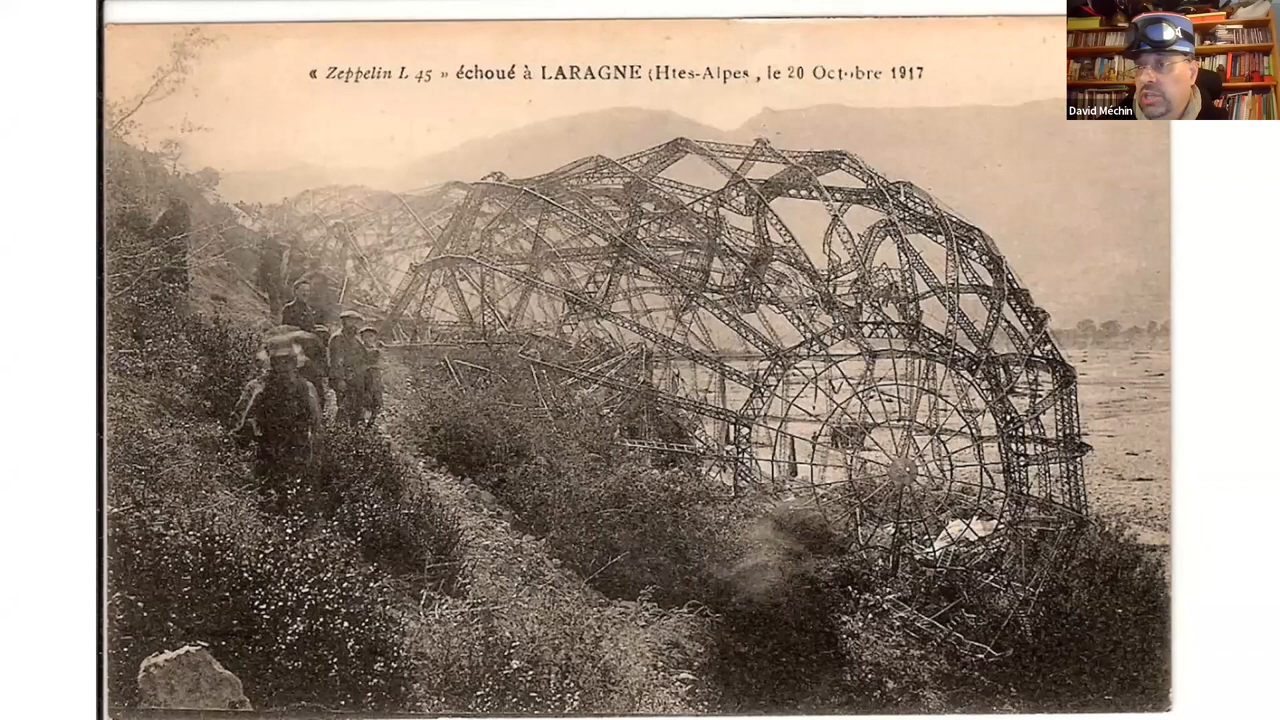 « Zeppelin L 45 » échoué à LARAGNE (Htes-Alpes , le 20 Octobre 1917
David Méchin